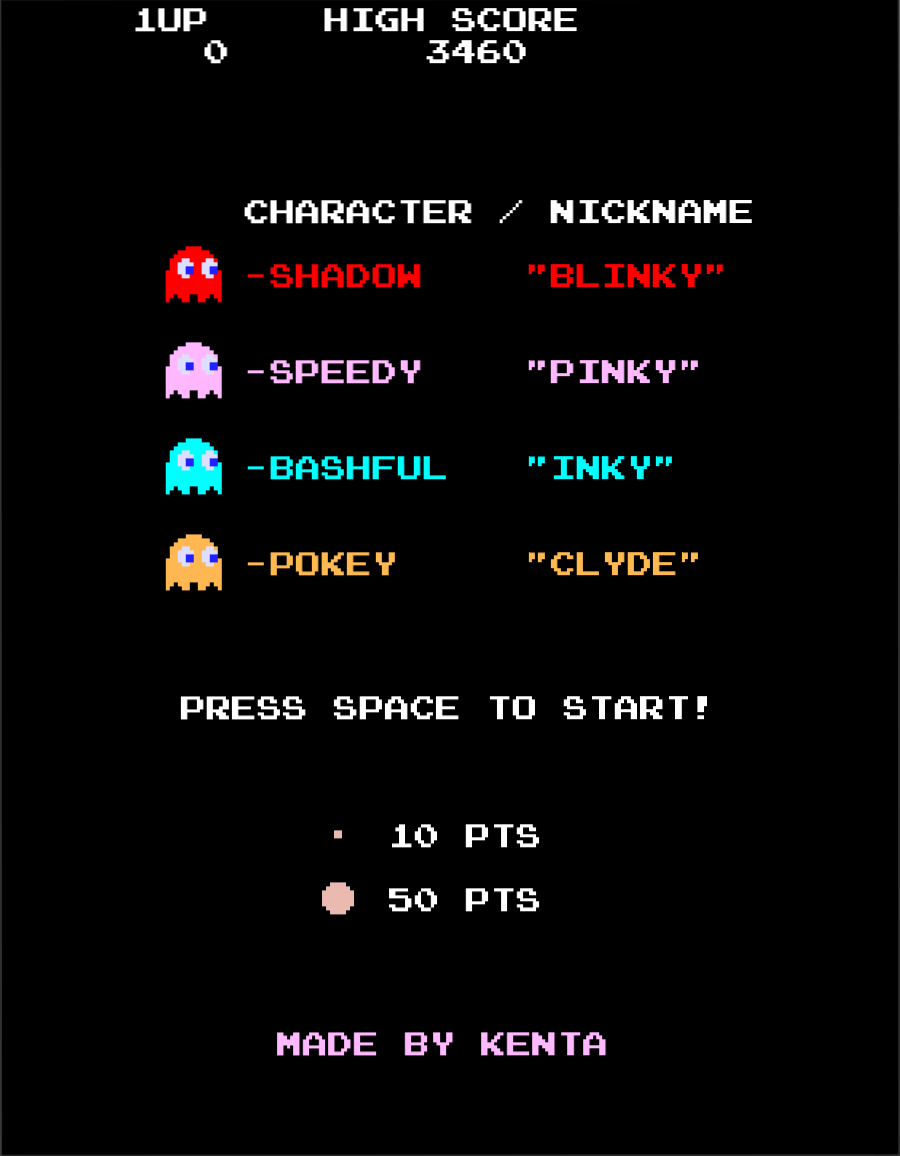 1UP HIGH SCORE
0 3460
CHARACTER / NICKNAME
-SHADOW "BLINKY"
-SPEEDY "PINKY"
-BASHFUL "INKY"
-POKEY "CLYDE"
PRESS SPACE TO START!
10 PTS
50 PTS
MADE BY KENTA